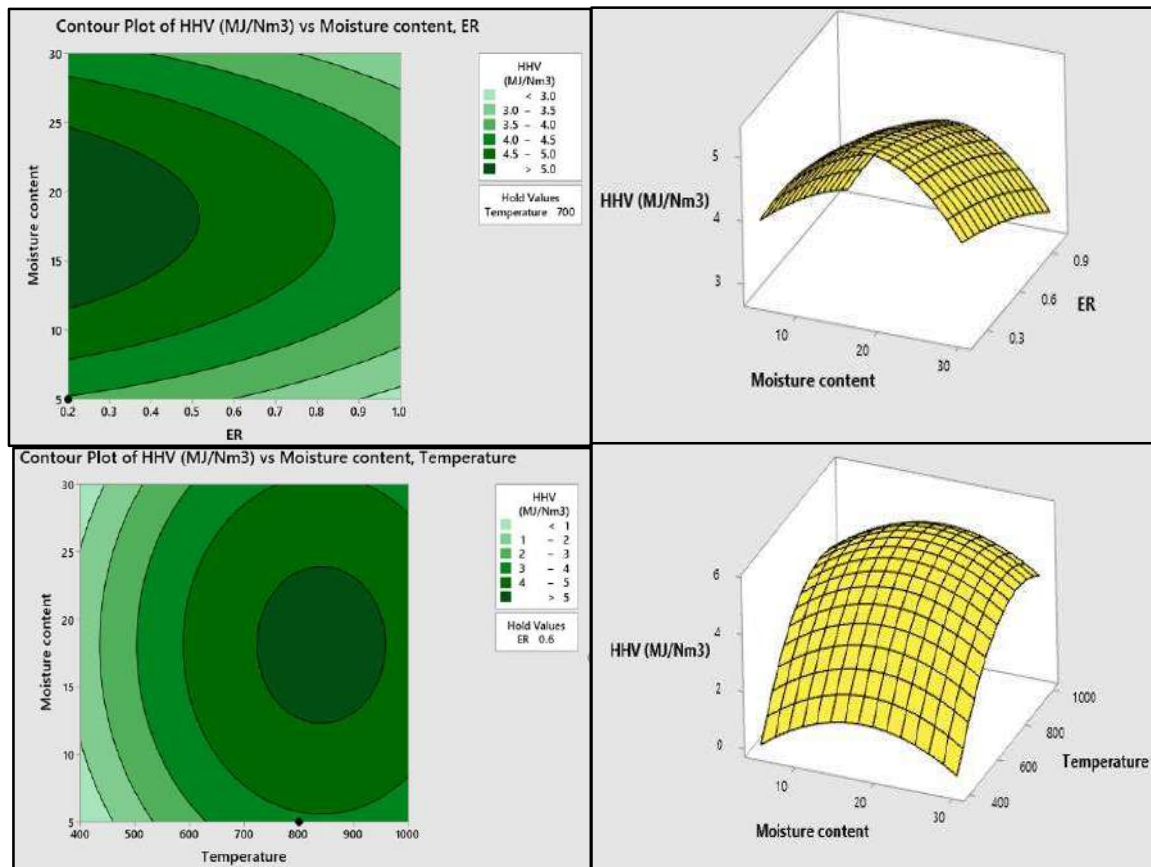 Contour Plot of HHV (MJ/Nm3) vs Moisture content, ER
30
25
20
15
10
5
0.2 0.3 0.4 0.5 0.6 0.7 0.8 0.9 1.0
Moisture content
ER
HHV
(MJ/Nm3)
< 3.0
3.0 – 3.5
3.5 – 4.0
4.0 – 4.5
4.5 – 5.0
> 5.0
Hold Values
Temperature 700
5
4
3
HHV (MJ/Nm3)
10
20
30
Moisture content
0.9
0.6
0.3
ER
Contour Plot of HHV (MJ/Nm3) vs Moisture content, Temperature
30
25
20
15
10
5
400 500 600 700 800 900 1000
Moisture content
Temperature
HHV
(MJ/Nm3)
< 1
1 – 2
2 – 3
3 – 4
4 – 5
> 5
Hold Values
ER 0.6
6
4
2
0
HHV (MJ/Nm3)
10
20
30
Moisture content
1000
800
600
400
Temperature